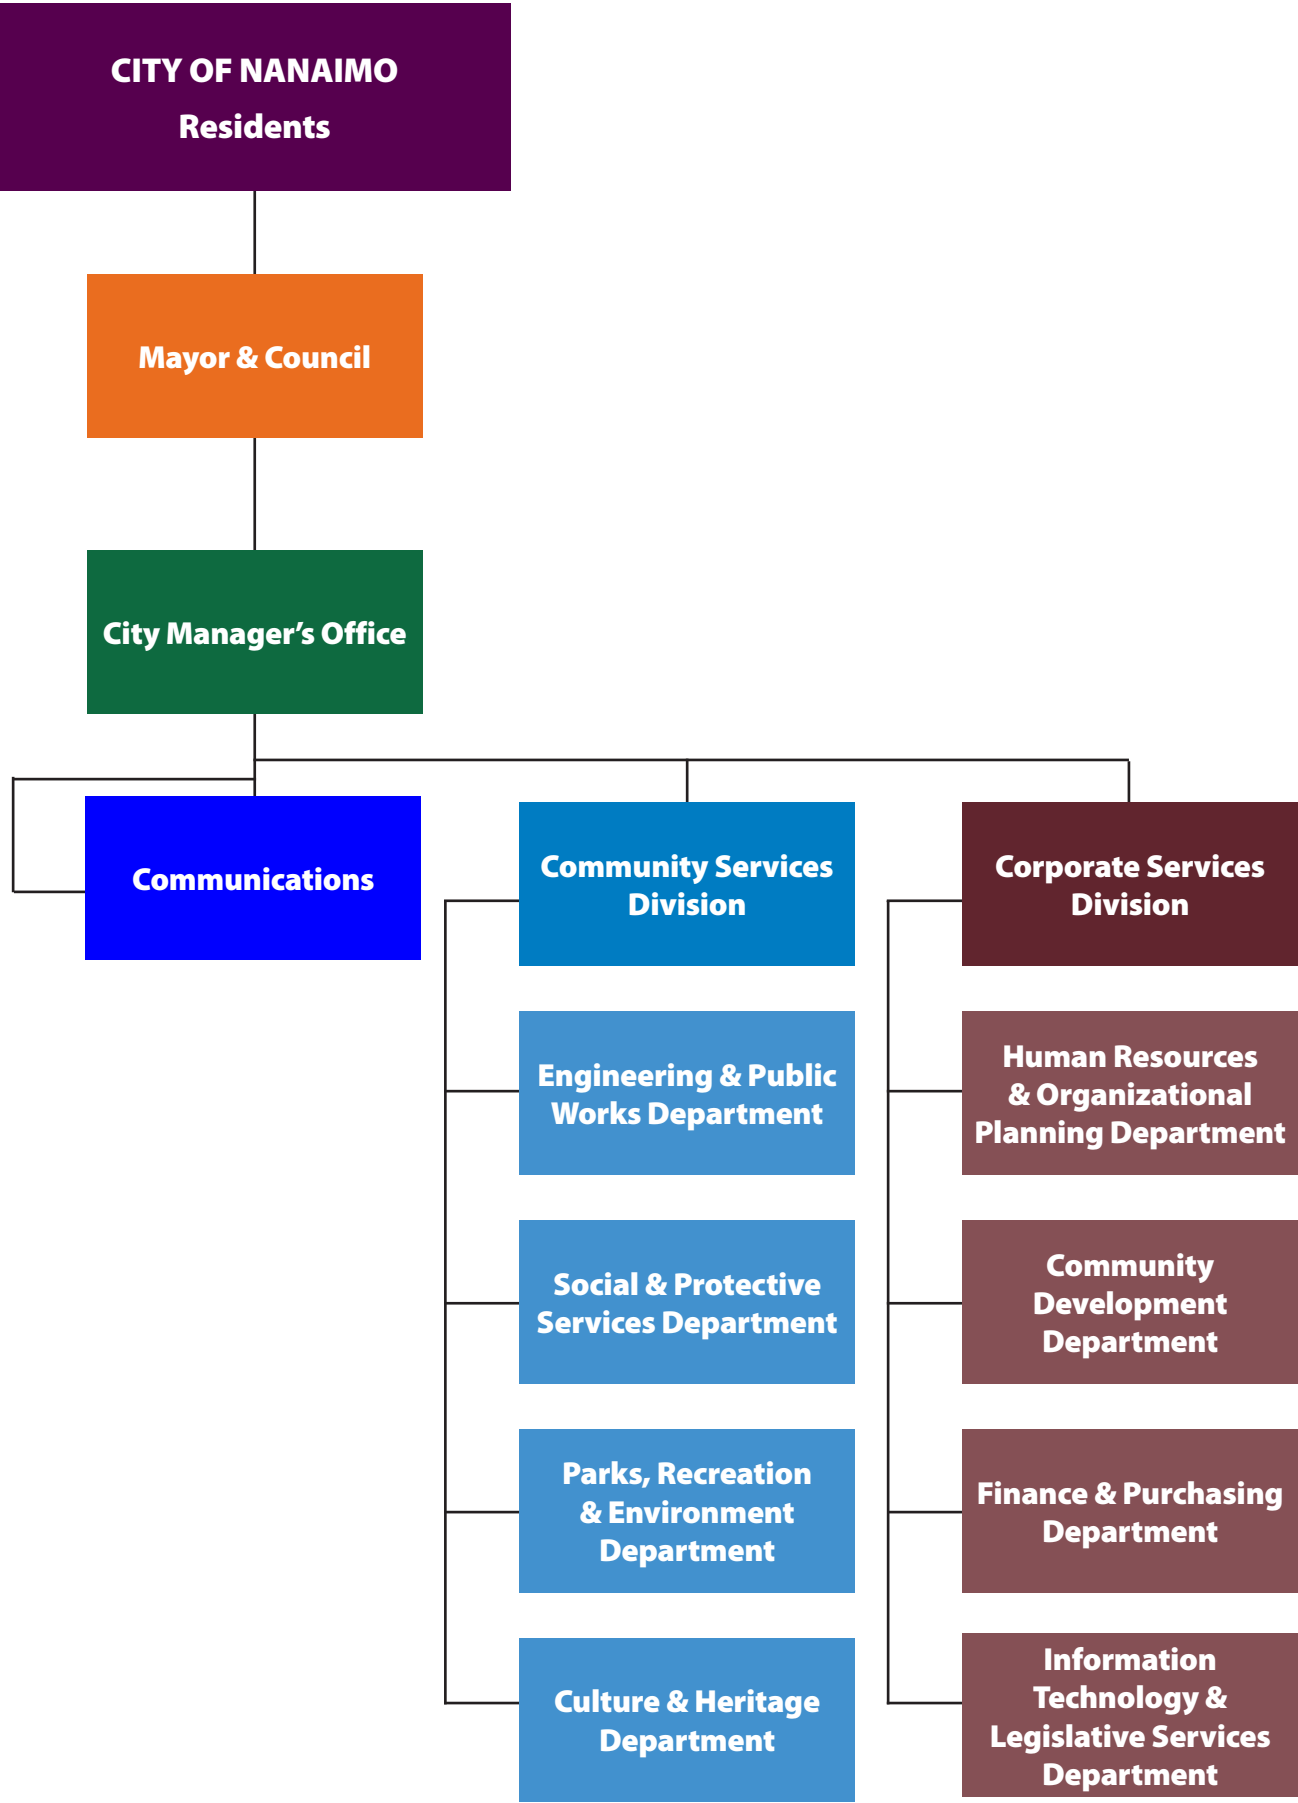 CITY OF NANAIMO
Residents
Mayor & Council
City Manager’s Office
Communications
Community Services
Division
Corporate Services
Division
Engineering & Public
Works Department
Human Resources
& Organizational
Planning Department
Social & Protective
Services Department
Community
Development
Department
Parks, Recreation
& Environment
Department
Finance & Purchasing
Department
Culture & Heritage
Department
Information
Technology &
Legislative Services
Department